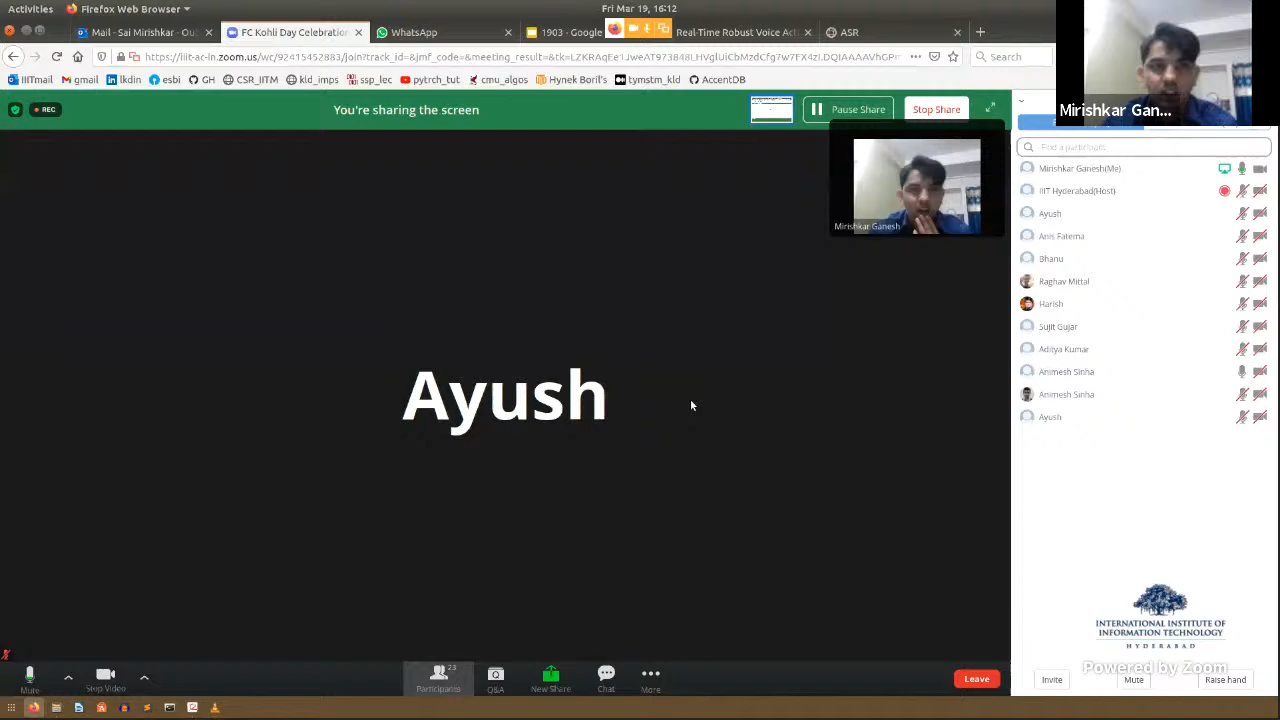 Activities
Firefox Web Browser
Fri Mar 19, 16:12
Mail - Sai Mirishkar - Out
FC Kohli Day Celebration
WhatsApp
1903 - Google
Real-Time Robust Voice Acti
ASR
Search
IIITmail
gmail
lkdin
esbi
GH
CSR_IITM
kld_imps
ssp_lec
pytrch_tut
cmu_algos
Hynek Boril's
tymstm_kld
AccentDB
REC
You're sharing the screen
Pause Share
Stop Share
Mirishkar Gan...
Mirishkar Ganesh
Find a participant
Mirishkar Ganesh(Me)
IIIT Hyderabad(Host)
Ayush
Anis Fatema
Bhanu
Raghav Mittal
Harish
Sujit Gujar
Aditya Kumar
Animesh Sinha
Animesh Sinha
Ayush
Ayush
INTERNATIONAL INSTITUTE OF
INFORMATION TECHNOLOGY
HYDERABAD
Powered by Zoom
Mute
Stop Video
23
Participants
Q&A
New Share
Chat
More
Leave
Invite
Mute
Raise hand